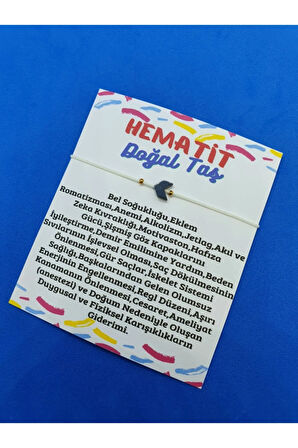 HEMATİT
Doğal Taş
Bel Soğukluğu,Eklem
Romatizması,Anemi,Alkolizm,Jetlag,Akul ve
Zeka Kıvraklığı,Motivasyon,Hafıza
Gücü,Şişmiş Göz Kapakların
İyileştirme,Demir Emilimine Yardım,Beden
Sıvılarının İşlevsel Olması,Saç Dökülmesinin
Önlenmesi,Gür Saçlar,İskelet Sistemi
Sağlığı,Başkalarından Gelen Olumsuz
Enerjinin Engellenmesi,Regl Düzeni,Aşırı
Kanamanın Önlenmesi,Cesaret,Ameliyat
(anestezi) ve Doğum Nedeniyle Oluşan
Duygusal ve Fiziksel Karışıklıkların
Giderimi.